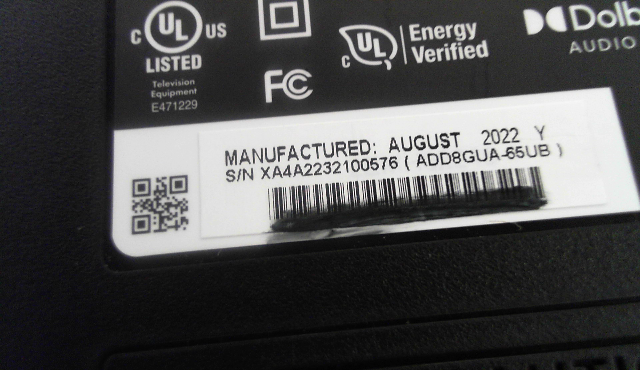 c UL US
LISTED
Television
Equipment
E471229
FC
c UL
Energy
Verified
Dolb
AUDIO
MANUFACTURED: AUGUST 2022 Y
S/N XA4A2232100576 ( ADD8GUA-65UB )